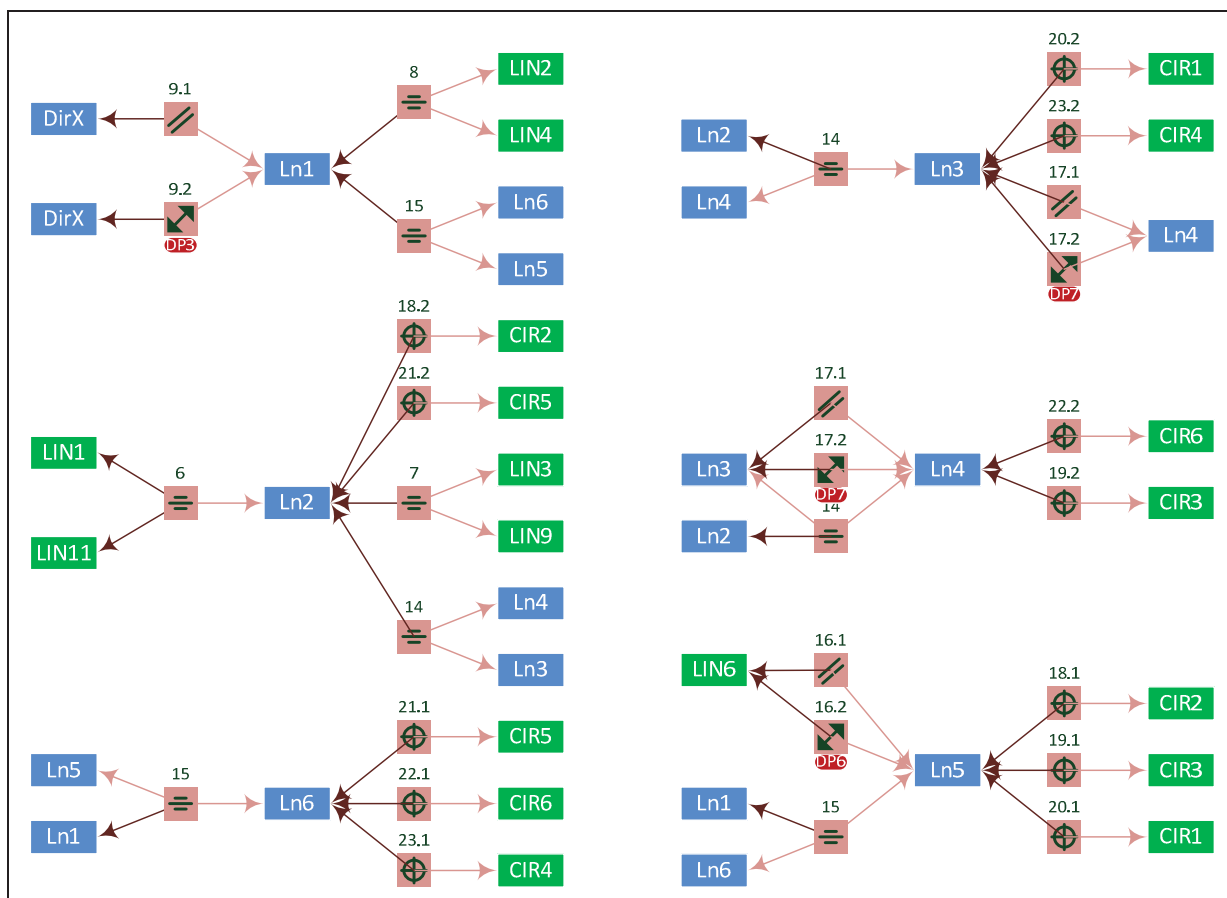 9.1
DirX
9.2
DirX
DP3
Ln1
8
LIN2
LIN4
15
Ln6
Ln5
LIN1
6
LIN11
Ln2
18.2
CIR2
21.2
CIR5
7
LIN3
LIN9
14
Ln4
Ln3
Ln5
15
Ln1
Ln6
21.1
CIR5
22.1
CIR6
23.1
CIR4
Ln2
14
Ln4
Ln3
20.2
CIR1
23.2
CIR4
17.1
Ln4
17.2
DP7
17.1
Ln3
17.2
DP7
Ln2
14
Ln4
22.2
CIR6
19.2
CIR3
16.1
LIN6
16.2
DP6
Ln1
15
Ln6
Ln5
18.1
CIR2
19.1
CIR3
20.1
CIR1